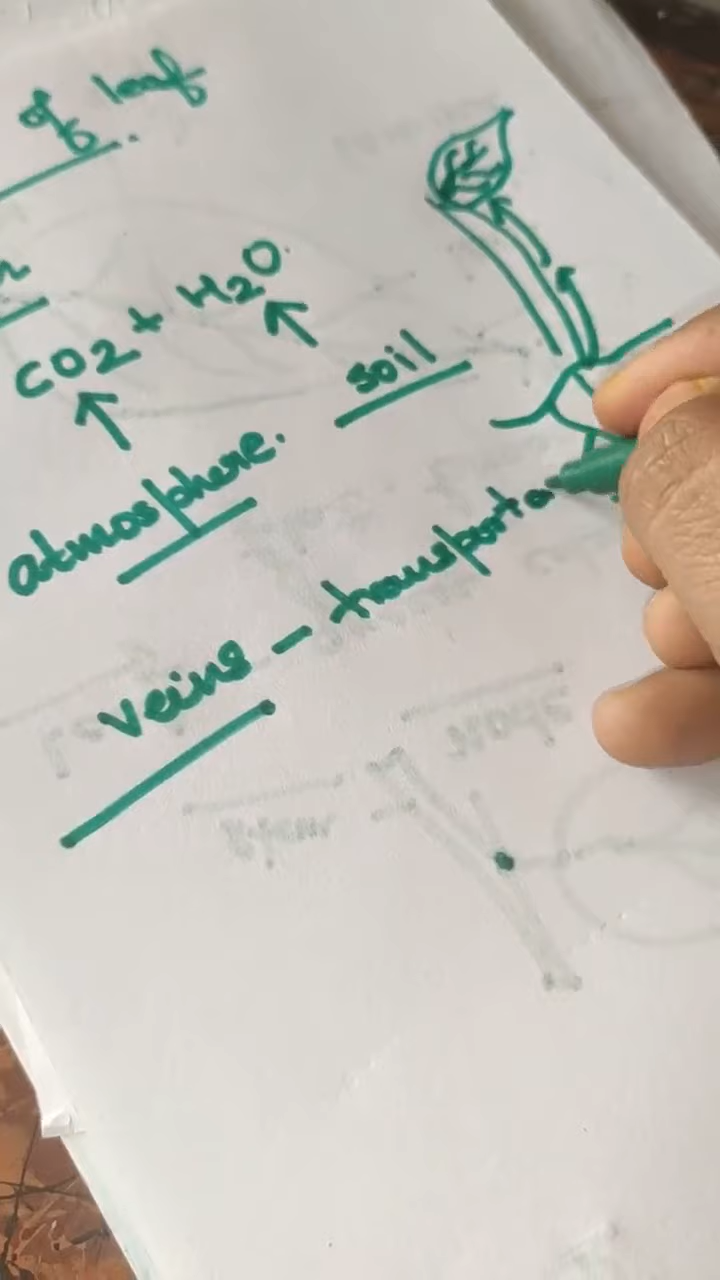 of leaf
CO2 + H2O
soil
atmosphere.
Veins - transporta